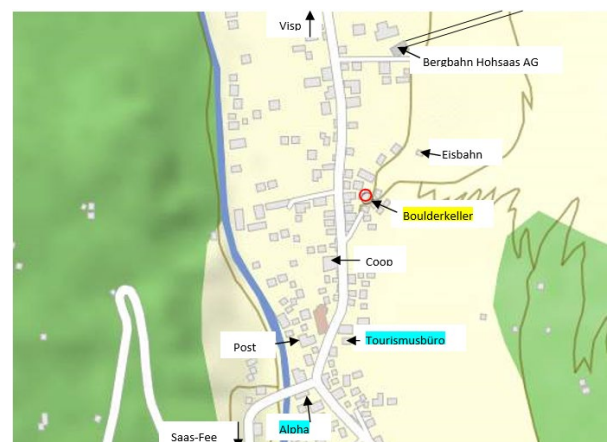 Visp
Bergbahn Hohsaas AG
Eisbahn
Boulderkeller
Coop
Post
Tourismusbüro
Alpha
Saas-Fee